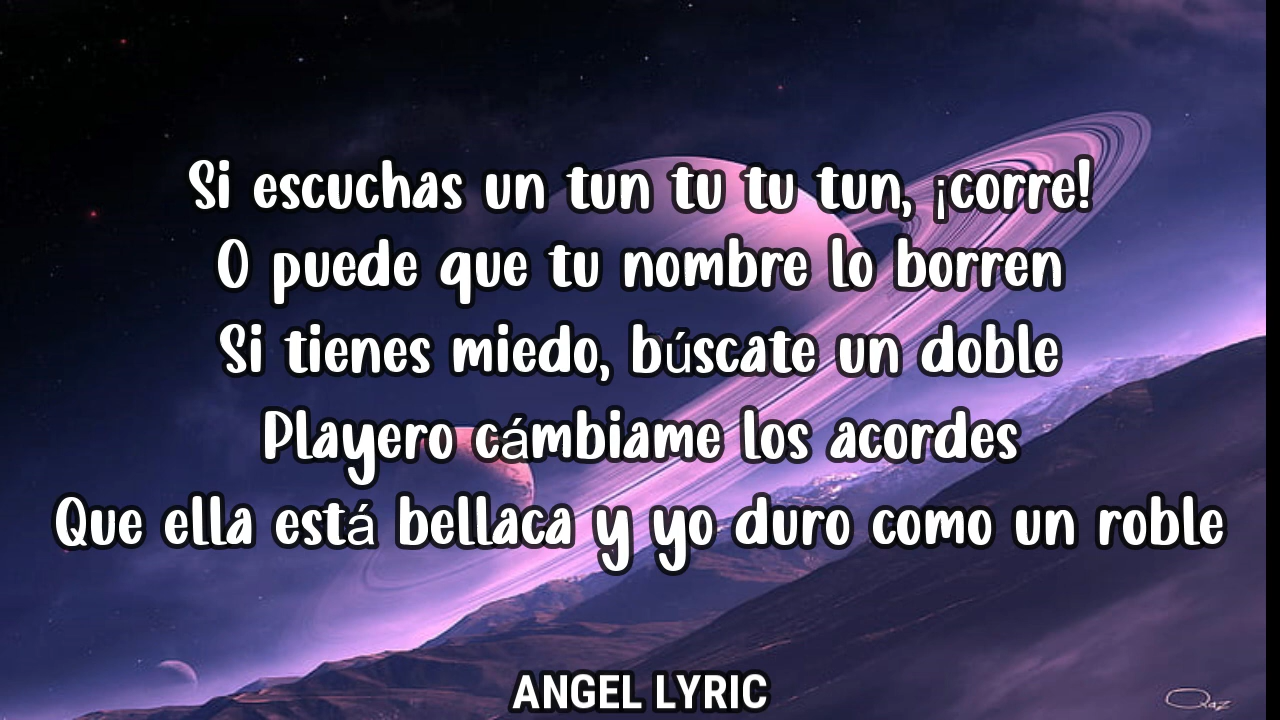 Si escuchas un tun tu tu tun, ¡corre!
O puede que tu nombre lo borren
Si tienes miedo, búscate un doble
Playero cámbiame los acordes
Que ella está bellaca y yo duro como un roble
ANGEL LYRIC
Qaz